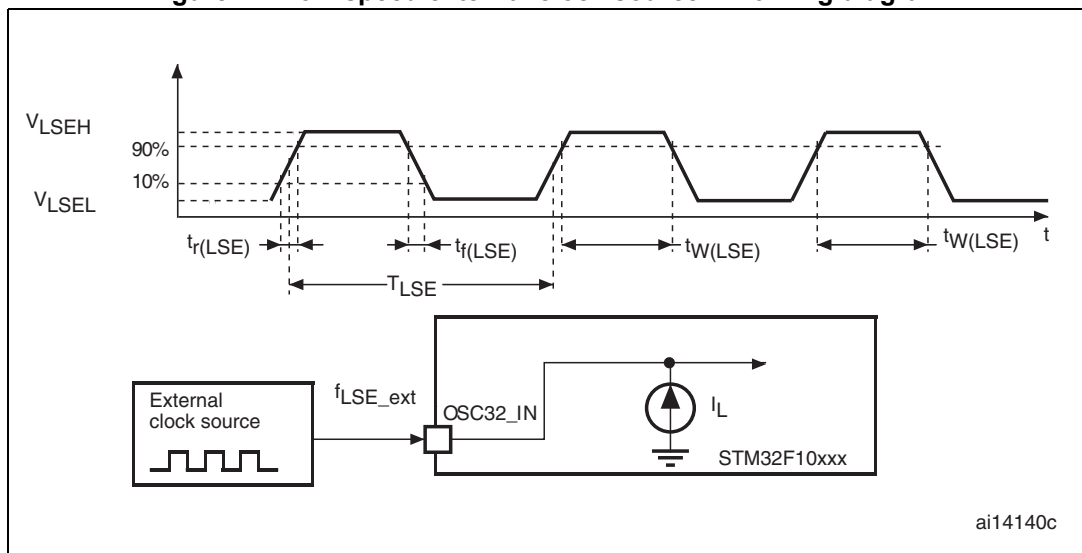 V_LSEH
90%
10%
V_LSEL
t_r(LSE)
t_f(LSE)
t_W(LSE)
t_W(LSE)
t
T_LSE
External
clock source
f_LSE_ext
OSC32_IN
I_L
STM32F10xxx
ai14140c